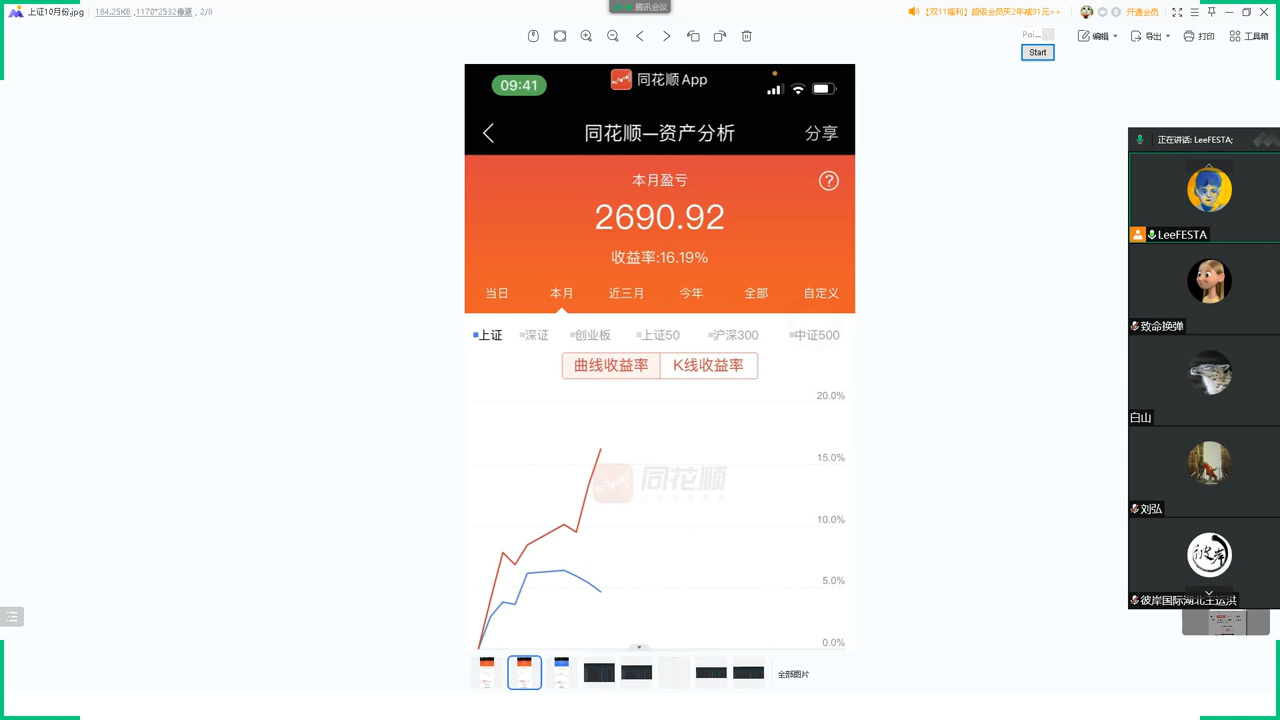 上证10月份.jpg 184.25KB ,1170*2532像素 , 2/8
腾讯会议
【双11福利】超级会员买2年减91元>>
开通会员
Poi...
编辑 导出 打印 工具箱
Start
09:41
同花顺App
同花顺—资产分析
分享
本月盈亏
?
2690.92
收益率:16.19%
当日 本月 近三月 今年 全部 自定义
上证 深证 创业板 上证50 沪深300 中证500
曲线收益率 K线收益率
20.0%
15.0%
同花顺
10.0%
5.0%
0.0%
全部图片
正在讲话: LeeFESTA;
LeeFESTA
致命换弹
白山
刘弘
彼岸
彼岸国际湖北王运洪